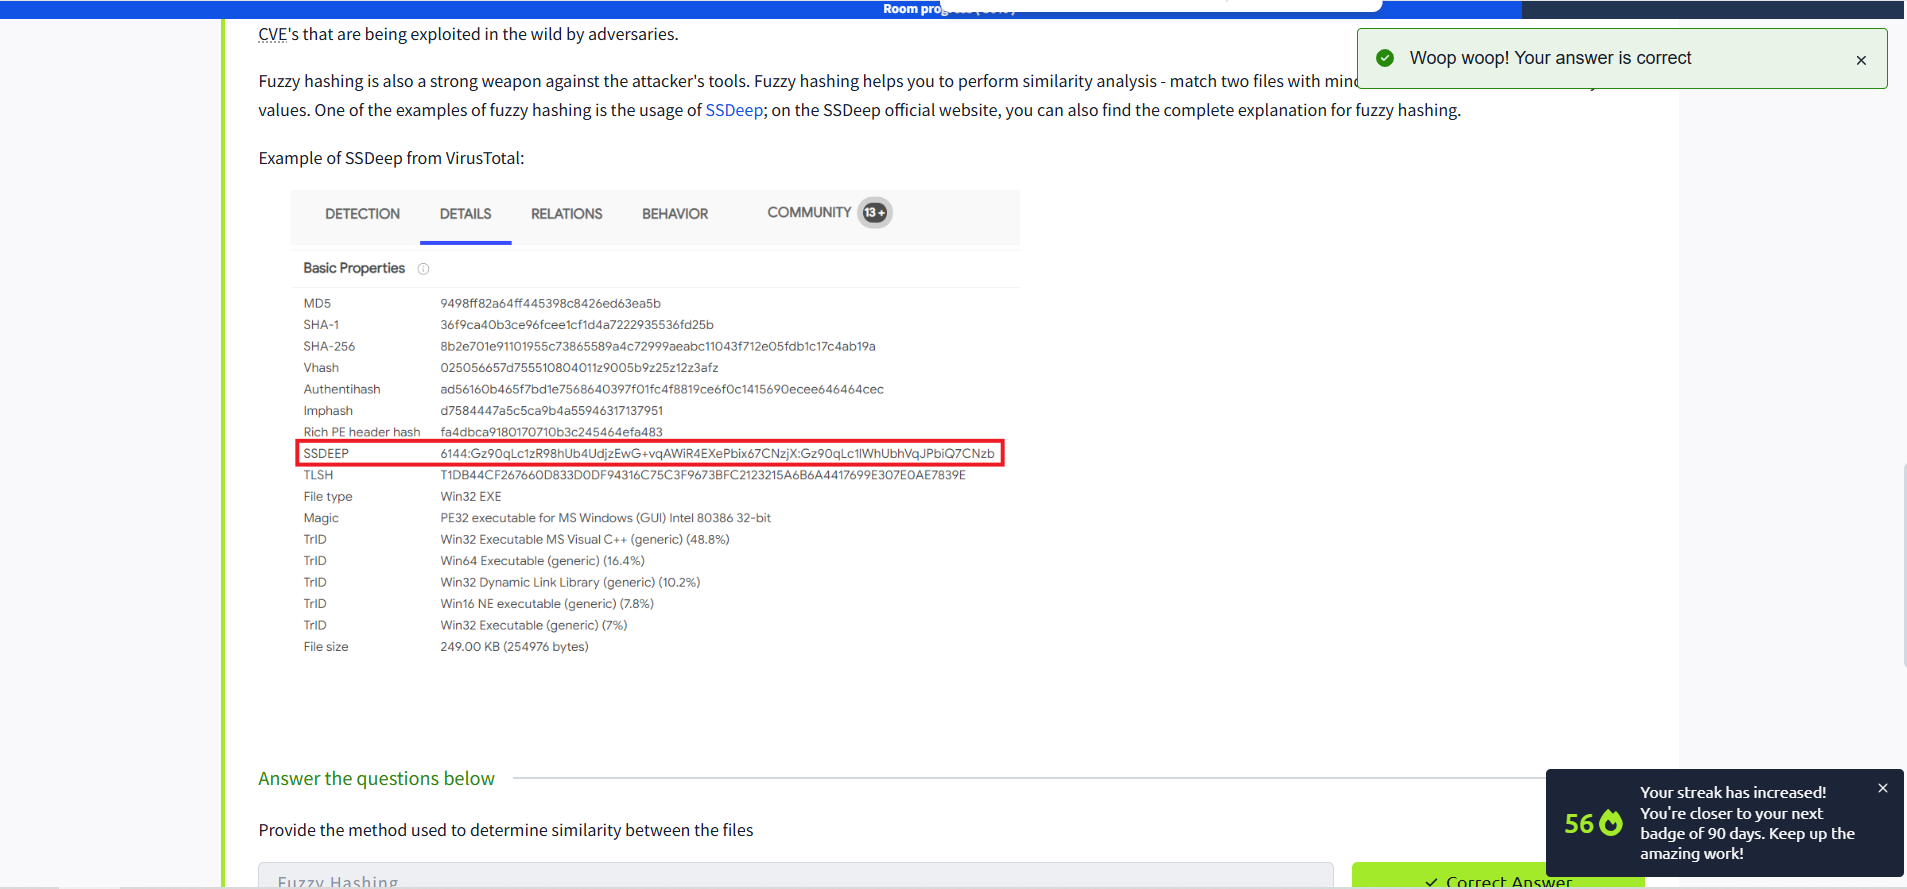 Room prog
CVE's that are being exploited in the wild by adversaries.
Woop woop! Your answer is correct
Fuzzy hashing is also a strong weapon against the attacker's tools. Fuzzy hashing helps you to perform similarity analysis - match two files with
values. One of the examples of fuzzy hashing is the usage of SSDeep; on the SSDeep official website, you can also find the complete explanation for fuzzy hashing.
Example of SSDeep from VirusTotal:
DETECTION DETAILS RELATIONS BEHAVIOR COMMUNITY 13+
Basic Properties
MD5 9498ff82a64ff445398c8426ed63ea5b
SHA-1 36f9ca40b3ce96fcee1cf1d4a7222935536fd25b
SHA-256 8b2e701e91101955c73865589a4c72999aeabc11043f712e05fdb1c17c4ab19a
Vhash 025056657d755510804011z9005b9z25z12z3afz
Authentihash ad56160b465f7bd1e7568640397f01fc4f8819ce6f0c1415690ecee646464cec
Imphash d7584447a5c5ca9b4a55946317137951
Rich PE header hash fa4dbca9180170710b3c245464efa483
SSDEEP 6144:Gz90qLc1zR98hUb4UdjzEwG+vqAWiR4EXePbix67CNzjX:Gz90qLc1lWhUbhVqJPbiQ7CNzb
TLSH T1DB44CF267660D833D0DF94316C75C3F9673BFC2123215A6B6A4417699E307E0AE7839E
File type Win32 EXE
Magic PE32 executable for MS Windows (GUI) Intel 80386 32-bit
TrID Win32 Executable MS Visual C++ (generic) (48.8%)
TrID Win64 Executable (generic) (16.4%)
TrID Win32 Dynamic Link Library (generic) (10.2%)
TrID Win16 NE executable (generic) (7.8%)
TrID Win32 Executable (generic) (7%)
File size 249.00 KB (254976 bytes)
Answer the questions below
Provide the method used to determine similarity between the files
Fuzzy Hashing
Correct Answer
56
Your streak has increased!
You're closer to your next
badge of 90 days. Keep up the
amazing work!